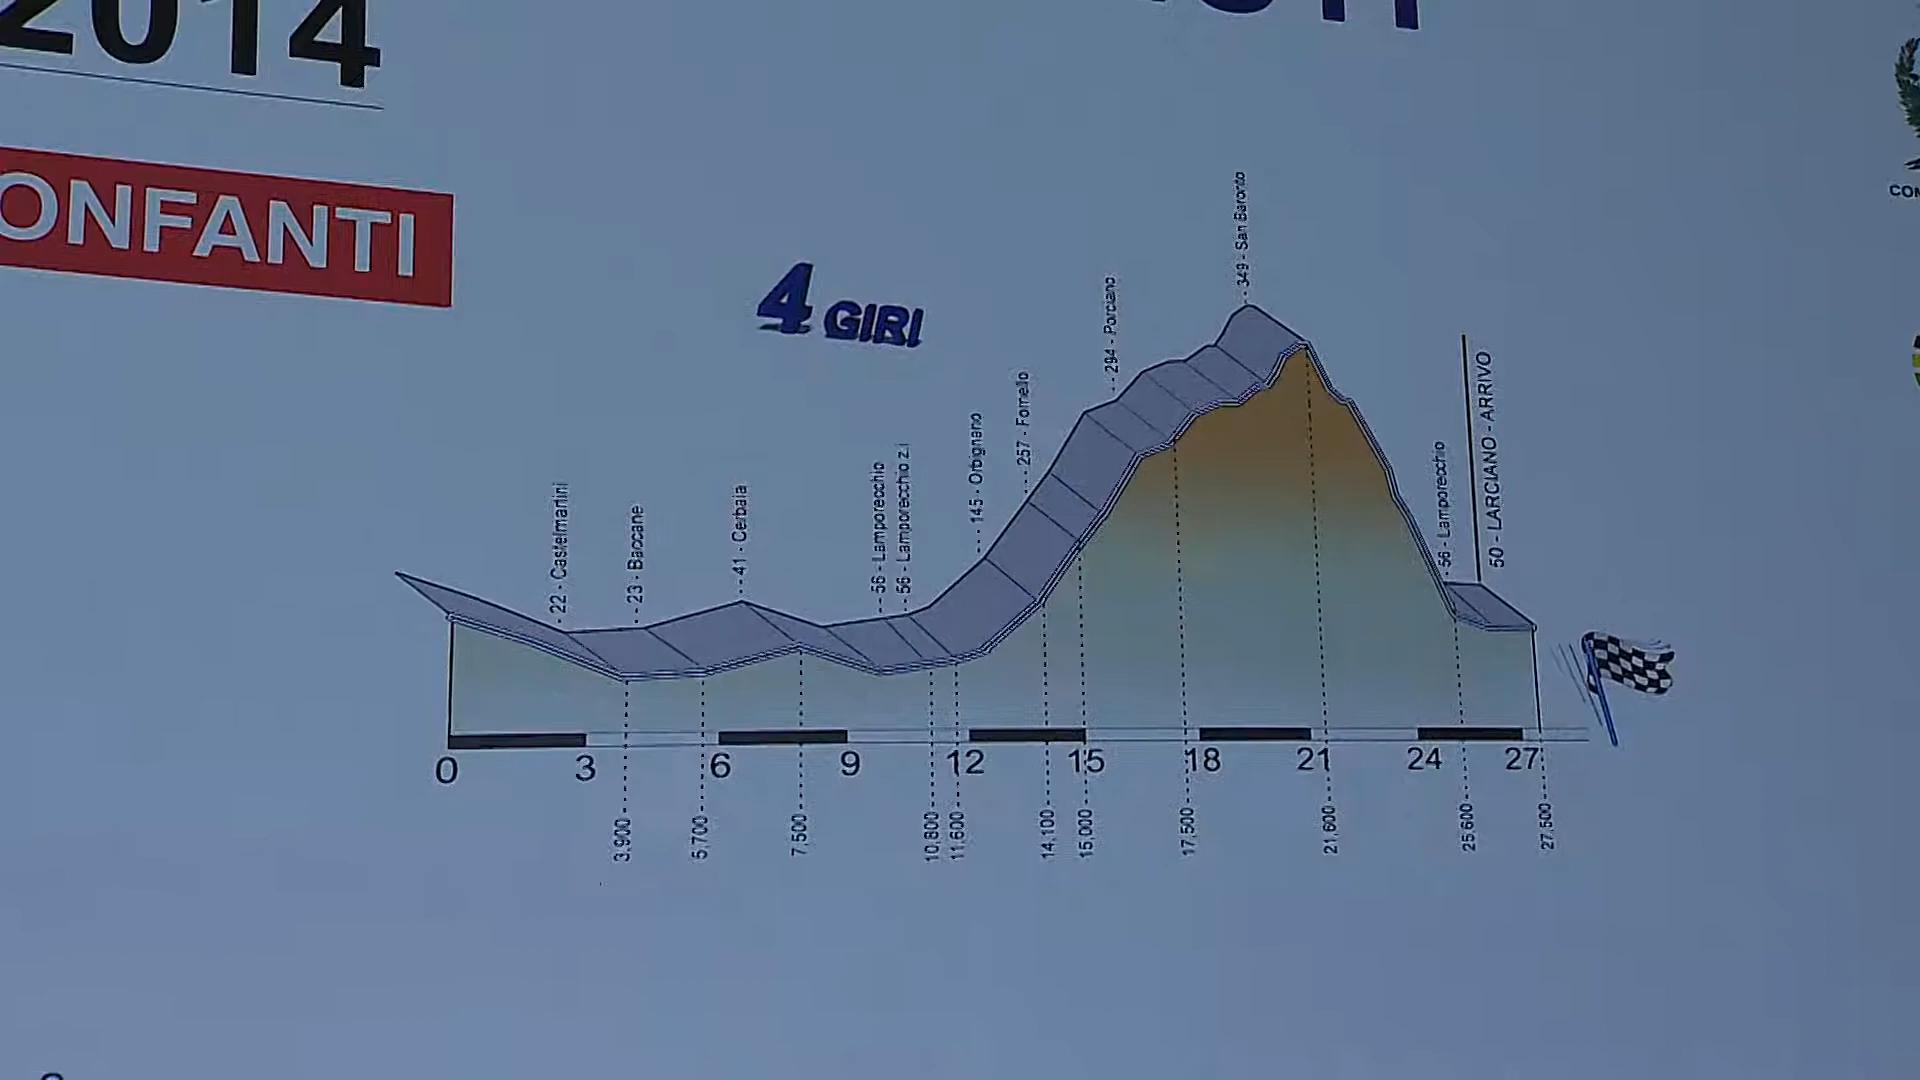 2014
ONFANTI
4 GIRI
22 - Castelmartini
23 - Baccane
41 - Cerbaia
56 - Lamporecchio
56 - Lamporecchio z.i
145 - Orbignano
257 - Fornello
294 - Porciano
349 - San Baronto
56 - Lamporecchio
50 - LARCIANO - ARRIVO
0 3 6 9 12 15 18 21 24 27
3.900
5,700
7,500
10,800
11,600
14,100
15,000
17,500
21,600
25,600
27,500